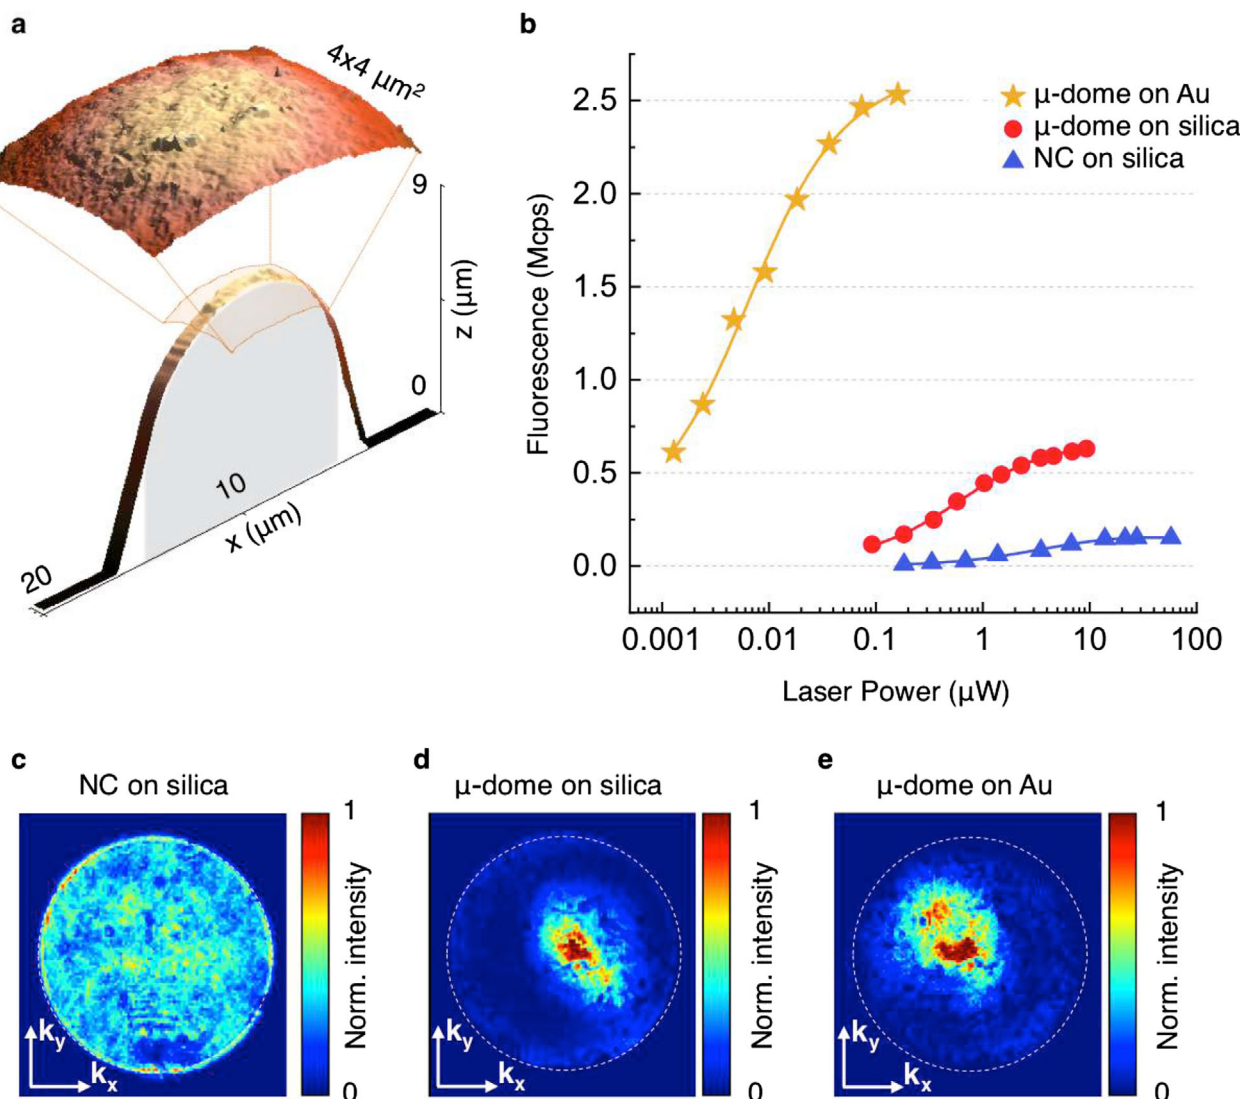 a
4x4 μm²
9
z (μm)
0
10
x (μm)
20
b
μ-dome on Au
μ-dome on silica
NC on silica
Fluorescence (Mcps)
2.5
2.0
1.5
1.0
0.5
0.0
0.001 0.01 0.1 1 10 100
Laser Power (μW)
c
NC on silica
1
Norm. intensity
0
ky
kx
d
μ-dome on silica
1
Norm. intensity
0
ky
kx
e
μ-dome on Au
1
Norm. intensity
0
ky
kx